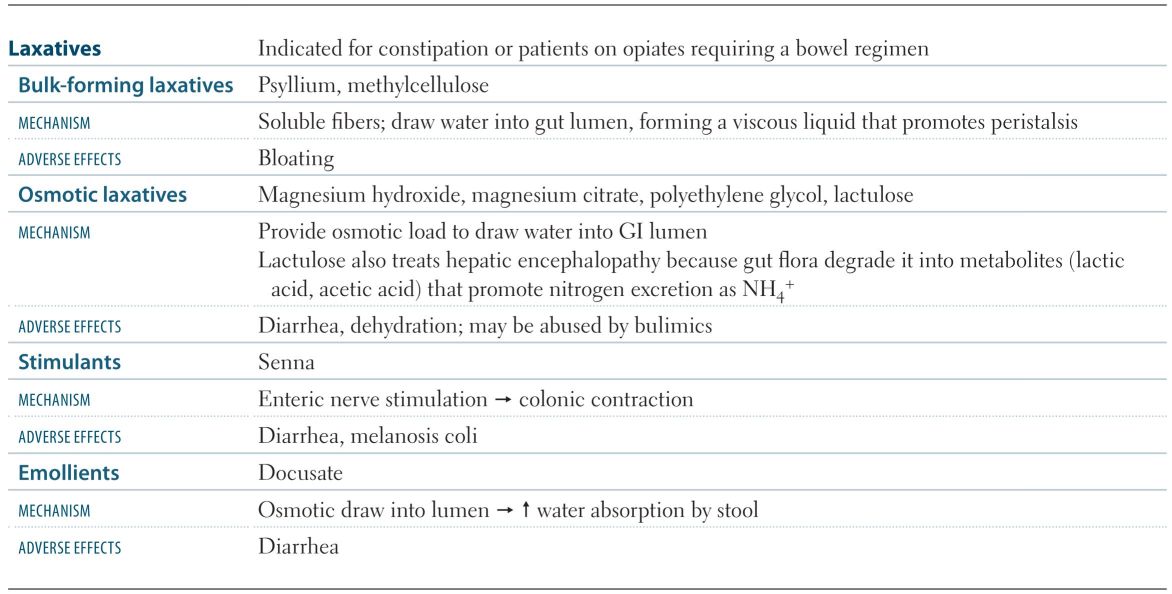 Laxatives Indicated for constipation or patients on opiates requiring a bowel regimen
Bulk-forming laxatives Psyllium, methylcellulose
MECHANISM Soluble fibers; draw water into gut lumen, forming a viscous liquid that promotes peristalsis
ADVERSE EFFECTS Bloating
Osmotic laxatives Magnesium hydroxide, magnesium citrate, polyethylene glycol, lactulose
MECHANISM Provide osmotic load to draw water into GI lumen
Lactulose also treats hepatic encephalopathy because gut flora degrade it into metabolites (lactic
acid, acetic acid) that promote nitrogen excretion as NH₄⁺
ADVERSE EFFECTS Diarrhea, dehydration; may be abused by bulimics
Stimulants Senna
MECHANISM Enteric nerve stimulation → colonic contraction
ADVERSE EFFECTS Diarrhea, melanosis coli
Emollients Docusate
MECHANISM Osmotic draw into lumen → ↑ water absorption by stool
ADVERSE EFFECTS Diarrhea